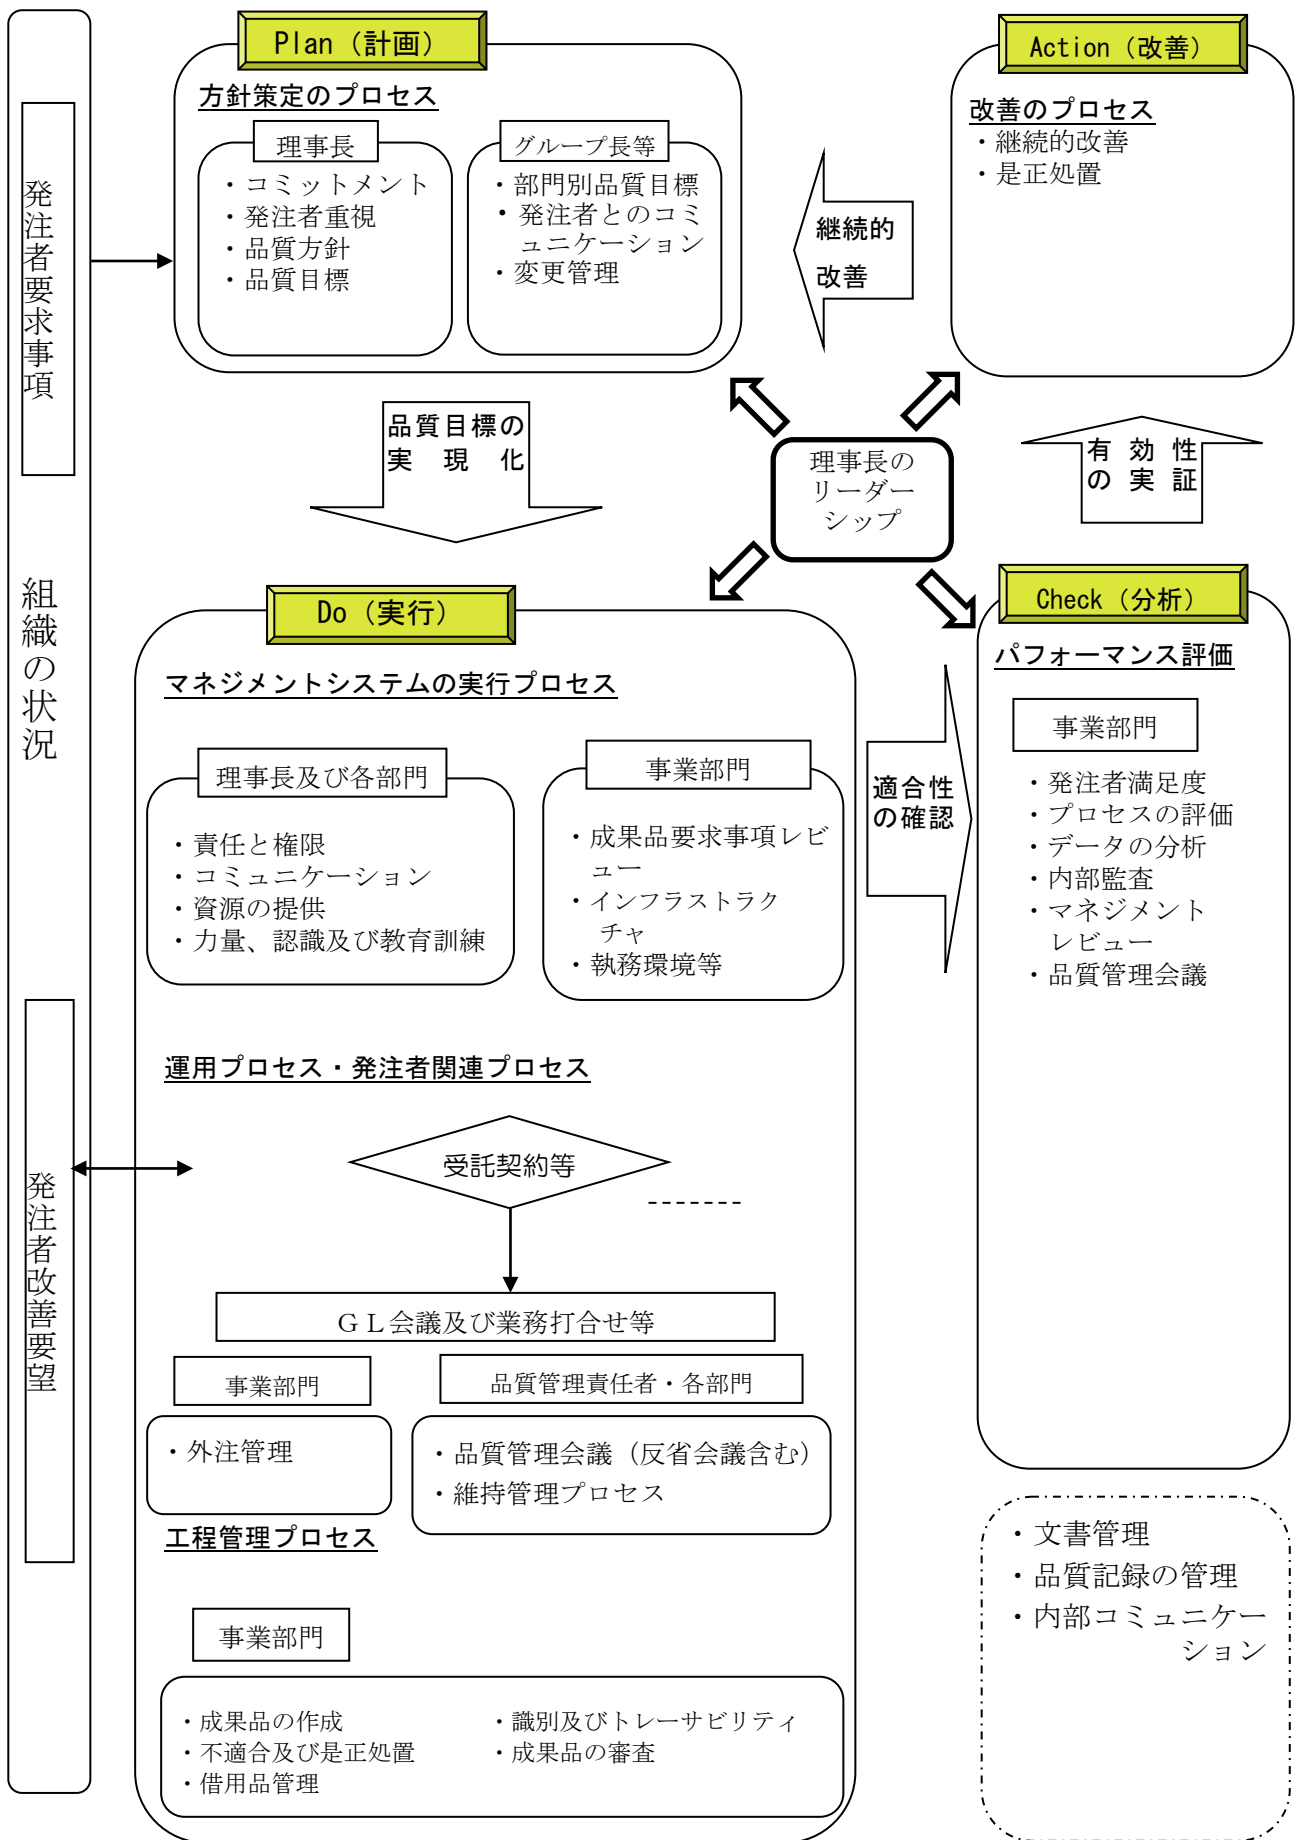 発注者要求事項
組織の状況
発注者改善要望
Plan（計画）
方針策定のプロセス
理事長
・コミットメント
・発注者重視
・品質方針
・品質目標
グループ長等
・部門別品質目標
・発注者とのコミ
ュニケーション
・変更管理
Action（改善）
改善のプロセス
・継続的改善
・是正処置
継続的
改善
品質目標の
実現化
理事長の
リーダー
シップ
有効性
の実証
Do（実行）
マネジメントシステムの実行プロセス
理事長及び各部門
・責任と権限
・コミュニケーション
・資源の提供
・力量、認識及び教育訓練
事業部門
・成果品要求事項レビ
ュー
・インフラストラク
チャ
・執務環境等
適合性
の確認
Check（分析）
パフォーマンス評価
事業部門
・発注者満足度
・プロセスの評価
・データの分析
・内部監査
・マネジメント
レビュー
・品質管理会議
運用プロセス・発注者関連プロセス
受託契約等
ＧＬ会議及び業務打合せ等
事業部門
・外注管理
品質管理責任者・各部門
・品質管理会議（反省会議含む）
・維持管理プロセス
工程管理プロセス
事業部門
・成果品の作成
・不適合及び是正処置
・借用品管理
・識別及びトレーサビリティ
・成果品の審査
・文書管理
・品質記録の管理
・内部コミュニケー
ション